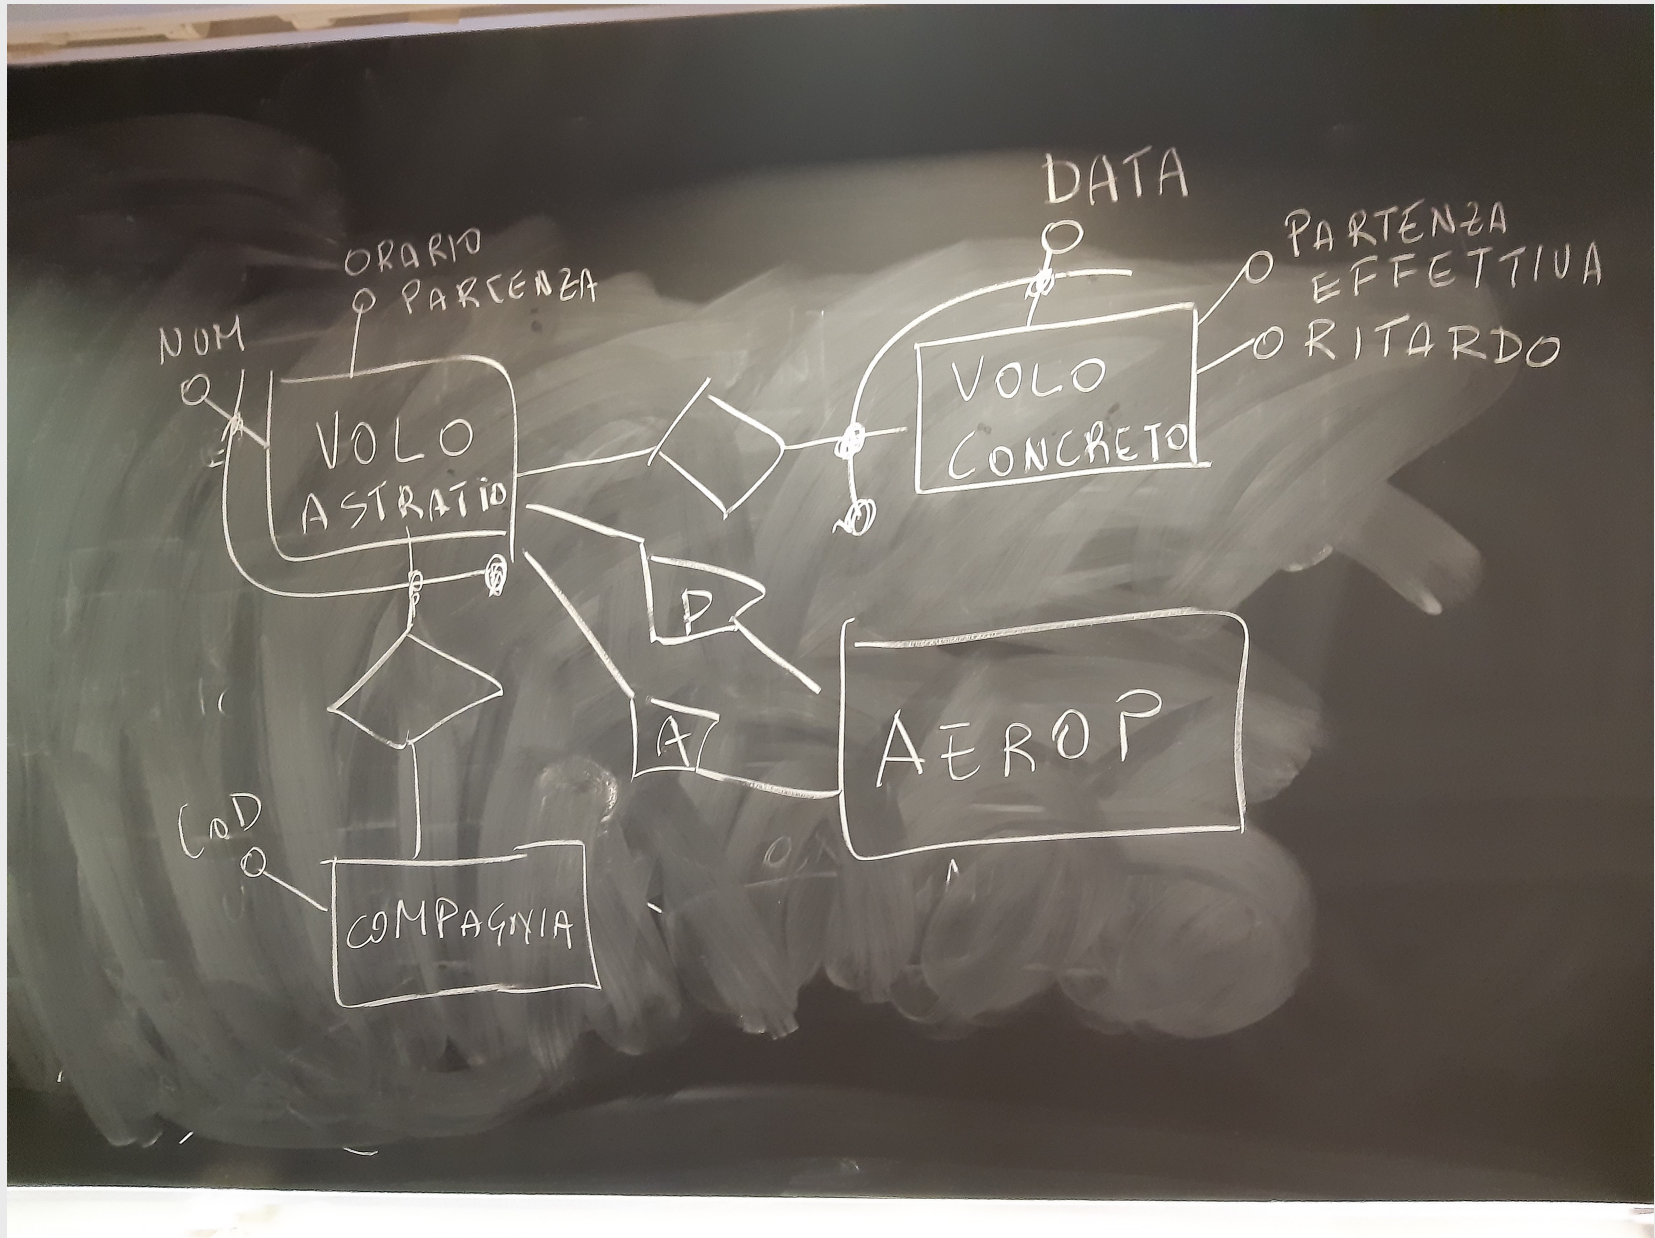 DATA
PARTENZA
EFFETTIVA
RITARDO
ORARIO
PARTENZA
NUM
VOLO
ASTRATTO
VOLO
CONCRETO
P
A
AEROP
COD
COMPAGNIA